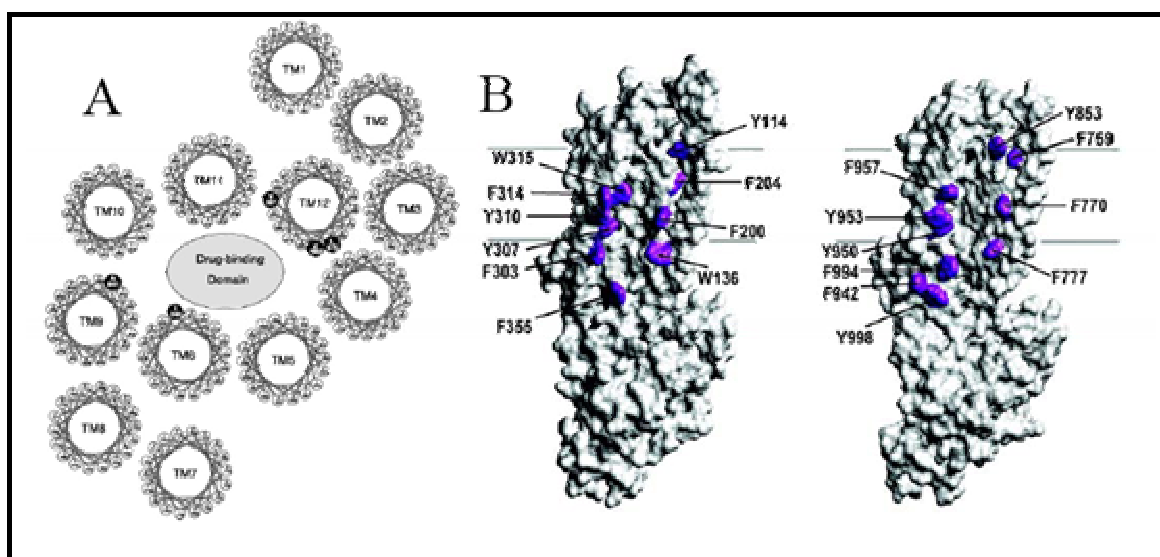 A
TM1
TM2
TM11
TM10
TM12
TM3
Drug-binding
Domain
TM4
TM9
TM6
TM5
TM8
TM7
B
Y114
W315
F314
F204
Y310
F200
Y307
F303
W136
F355
Y853
F759
F957
F770
Y953
Y950
F994
F942
F777
Y998